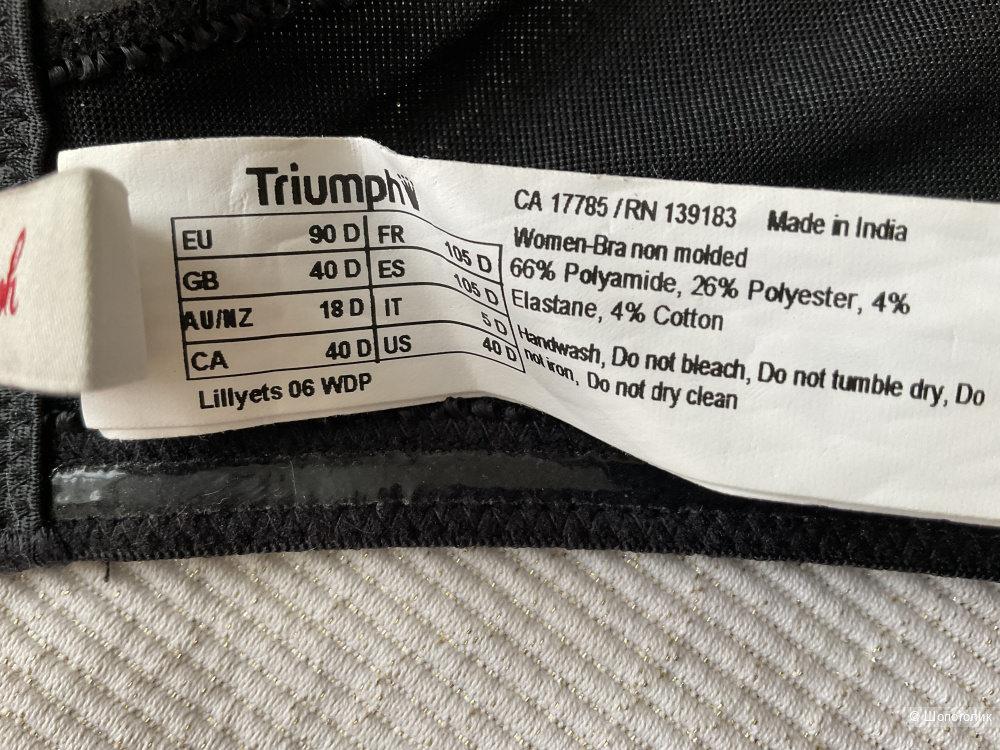 Triumph
EU 90 D FR 105 D
GB 40 D ES 105 D
AU/NZ 18 D IT 5 D
CA 40 D US 40 D
Lillyets 06 WDP
CA 17785 / RN 139183 Made in India
Women-Bra non molded
66% Polyamide, 26% Polyester, 4%
Elastane, 4% Cotton
Handwash, Do not bleach, Do not tumble dry, Do
not iron, Do not dry clean
ph
© Шопоголик